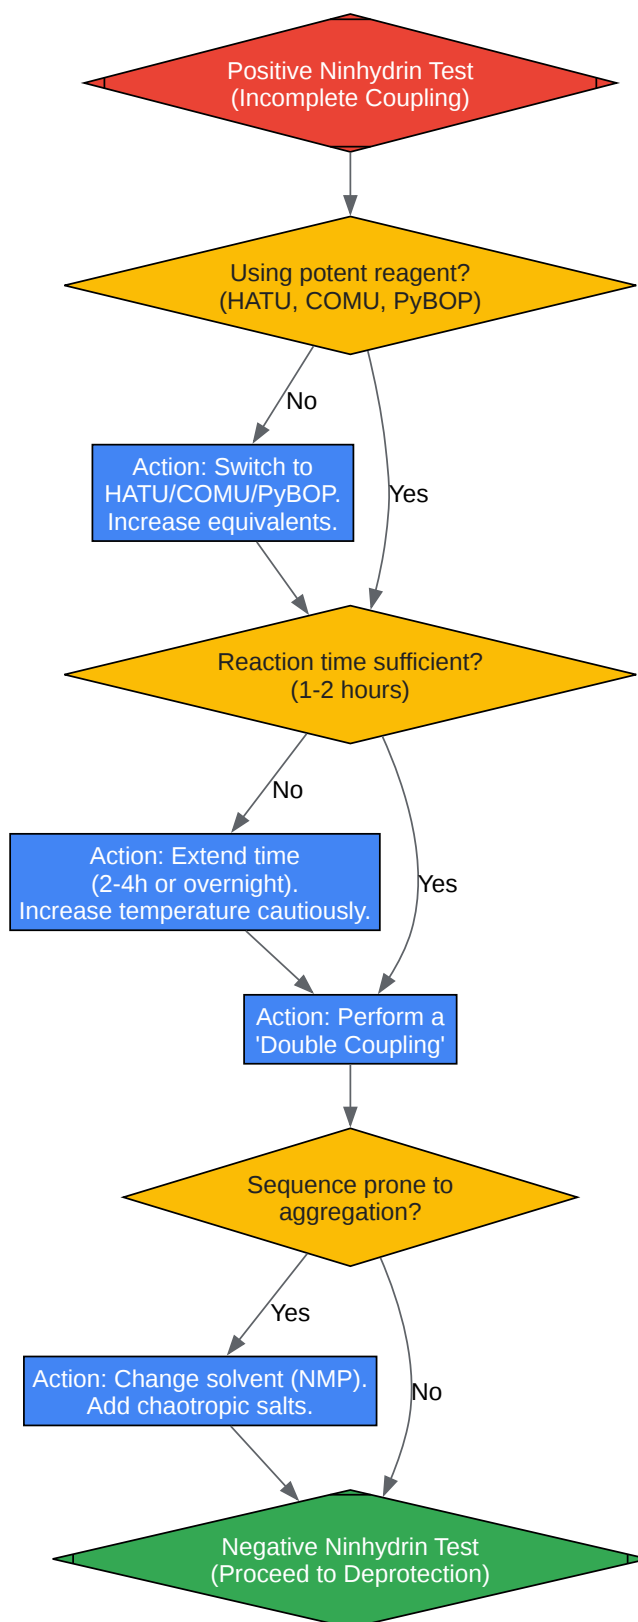 Positive Ninhydrin Test
(Incomplete Coupling)
Using potent reagent?
(HATU, COMU, PyBOP)
No
Action: Switch to
HATU/COMU/PyBOP.
Increase equivalents.
Yes
Reaction time sufficient?
(1-2 hours)
No
Action: Extend time
(2-4h or overnight).
Increase temperature cautiously.
Yes
Action: Perform a
'Double Coupling'
Sequence prone to
aggregation?
Yes
Action: Change solvent (NMP).
Add chaotropic salts.
No
Negative Ninhydrin Test
(Proceed to Deprotection)